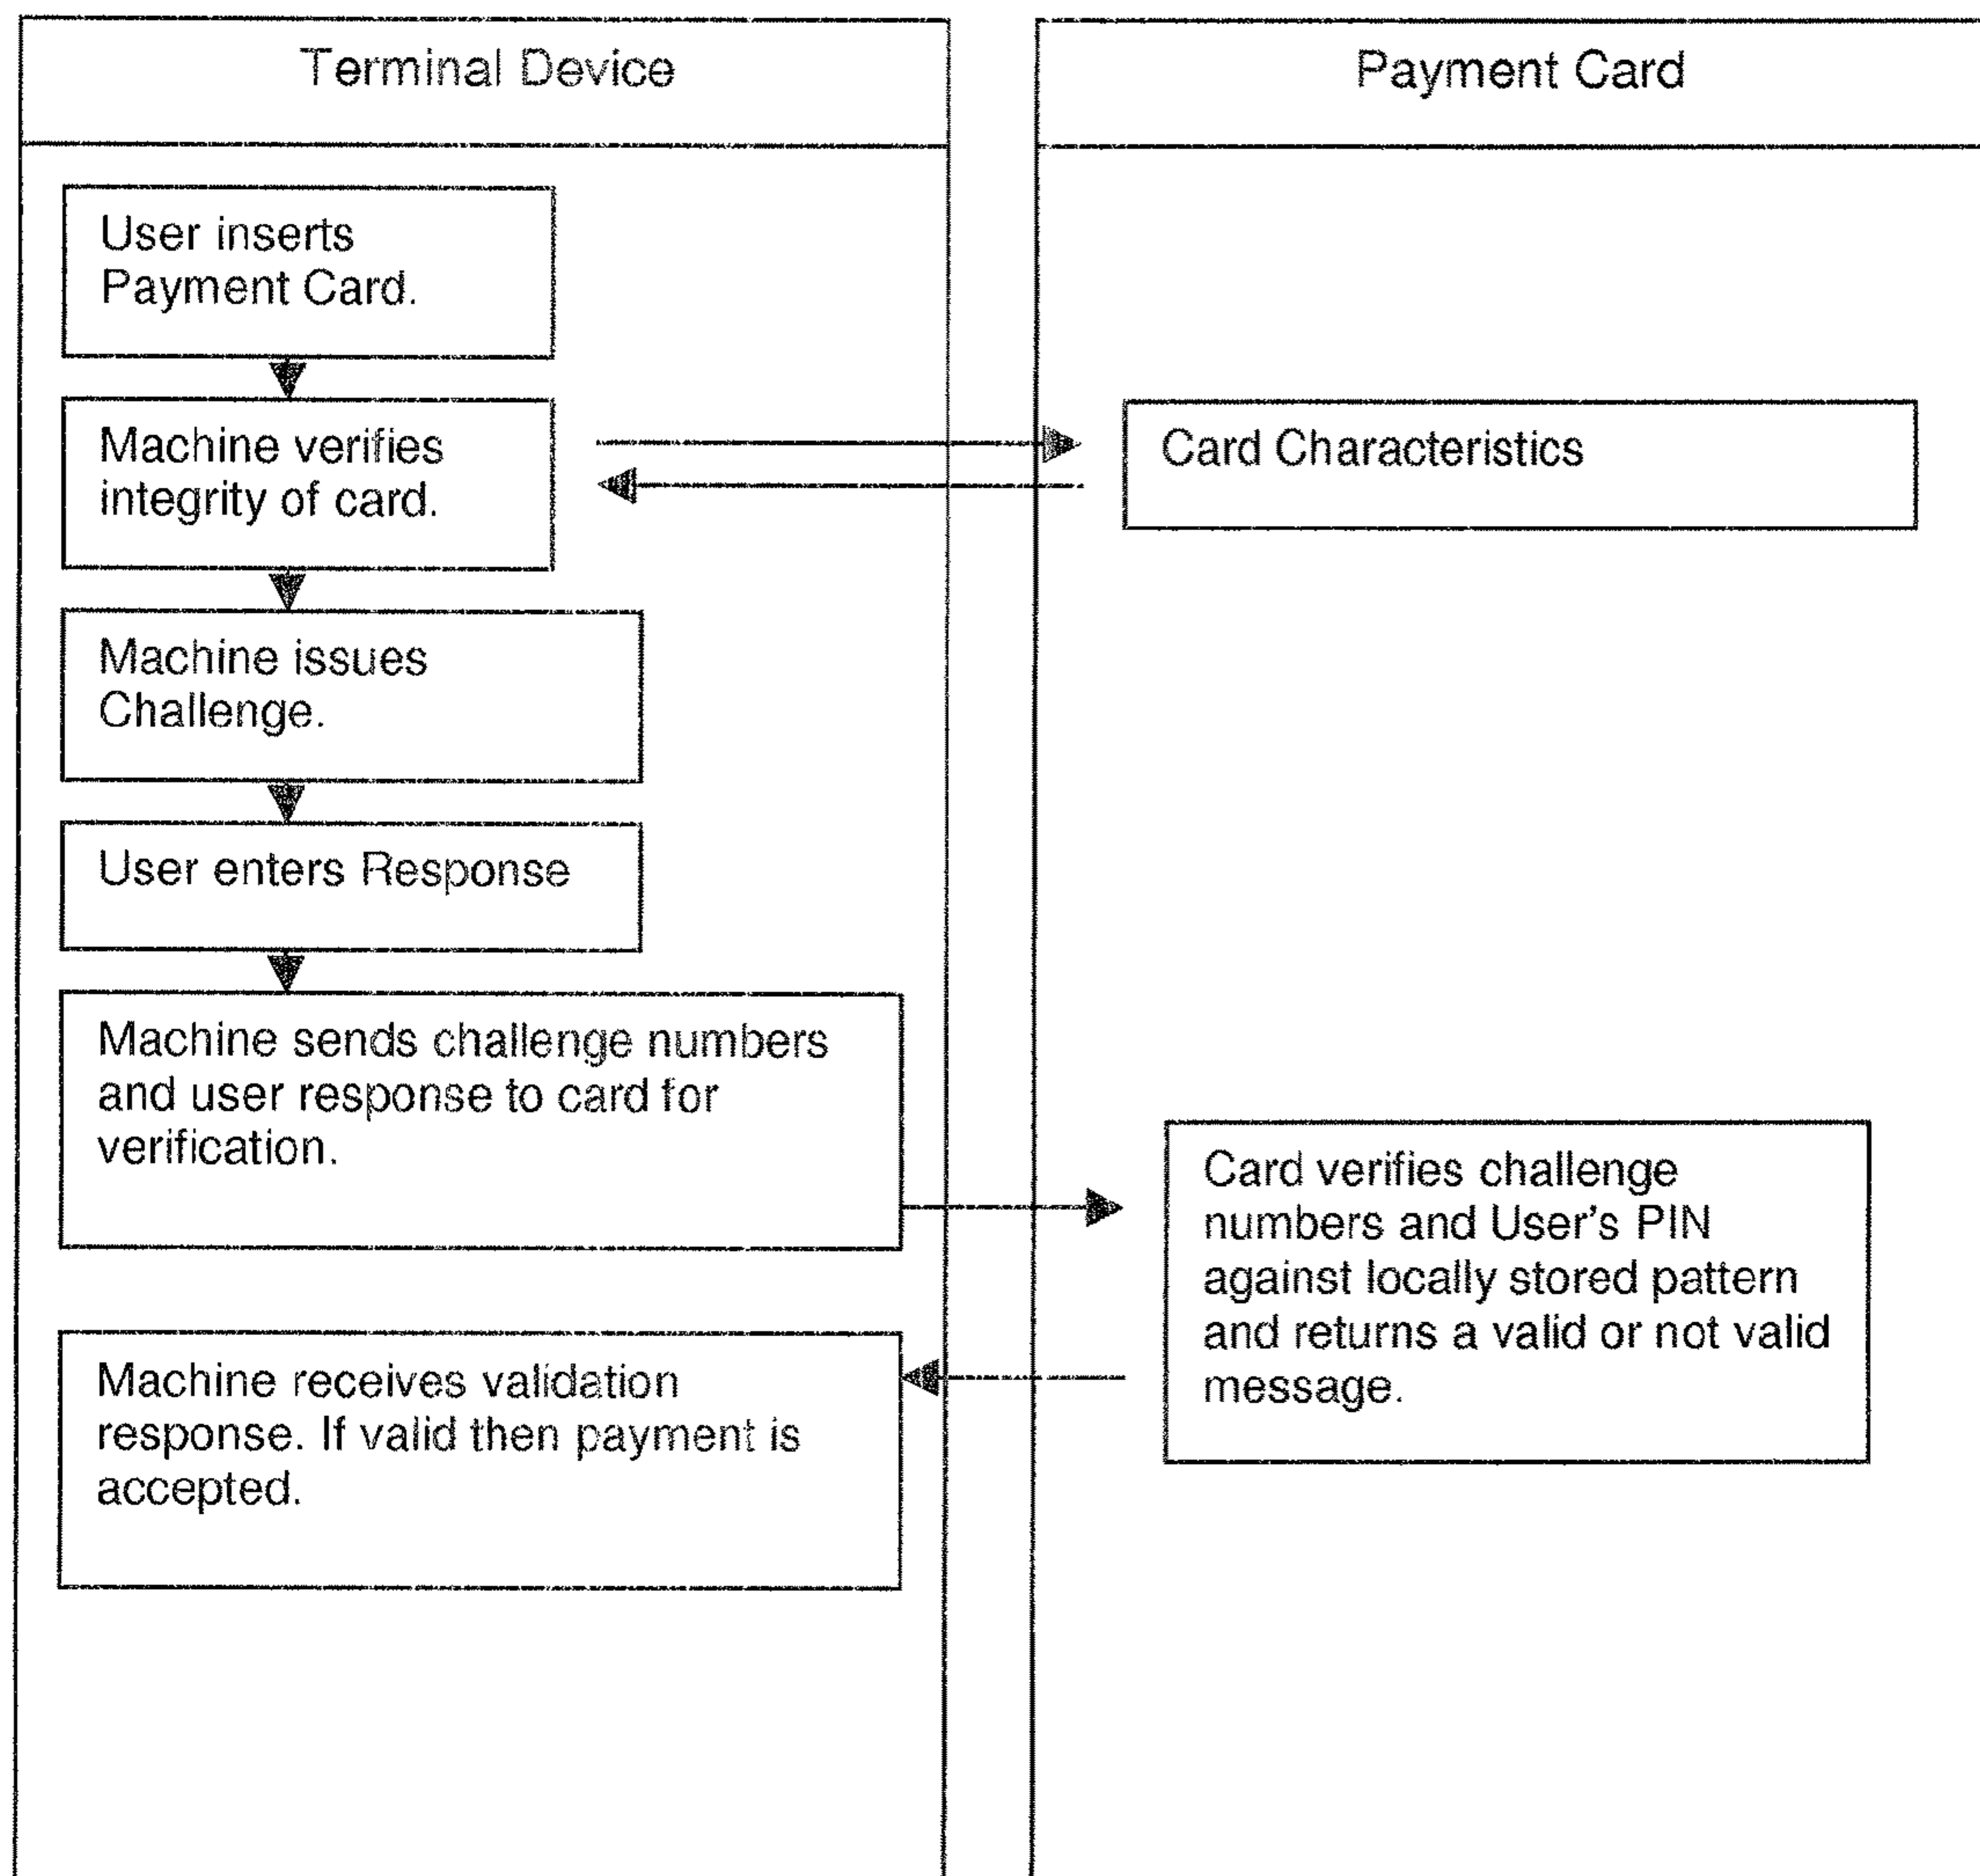 Terminal Device
Payment Card
User inserts
Payment Card.
Machine verifies
integrity of card.
Card Characteristics
Machine issues
Challenge.
User enters Response
Machine sends challenge numbers
and user response to card for
verification.
Card verifies challenge
numbers and User's PIN
against locally stored pattern
and returns a valid or not valid
message.
Machine receives validation
response. If valid then payment is
accepted.